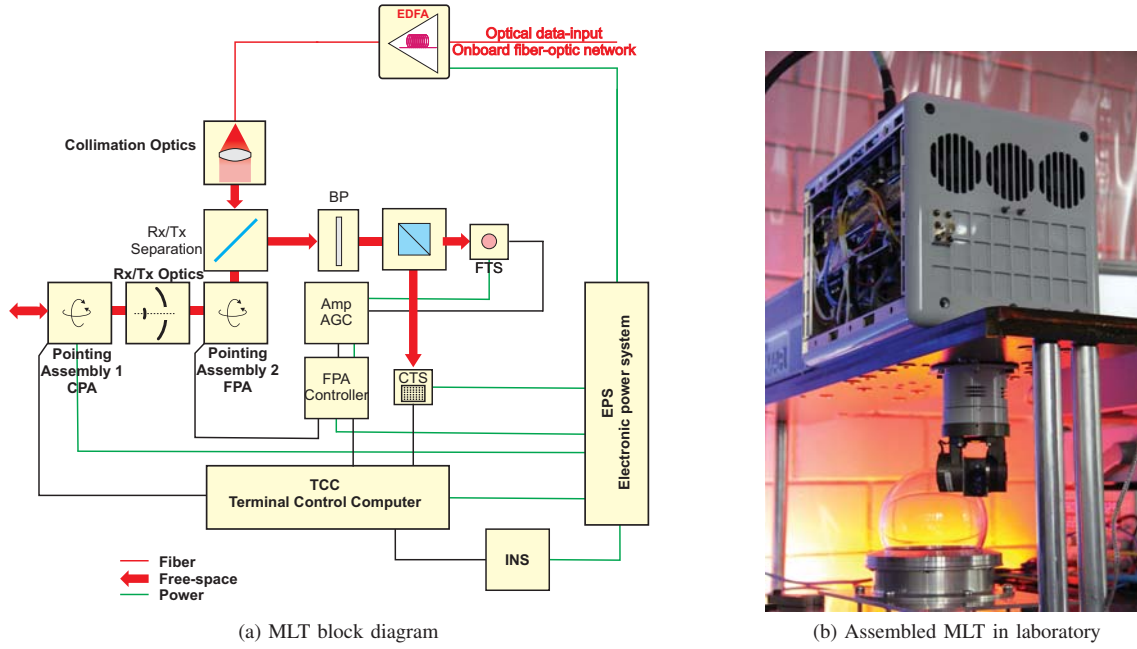 EDFA
Optical data-input
Onboard fiber-optic network
Collimation Optics
BP
Rx/Tx
Separation
Rx/Tx Optics
FTS
Amp
AGC
Pointing
Assembly 1
CPA
Pointing
Assembly 2
FPA
FPA
Controller
CTS
EPS
Electronic power system
TCC
Terminal Control Computer
INS
Fiber
Free-space
Power
(a) MLT block diagram
(b) Assembled MLT in laboratory